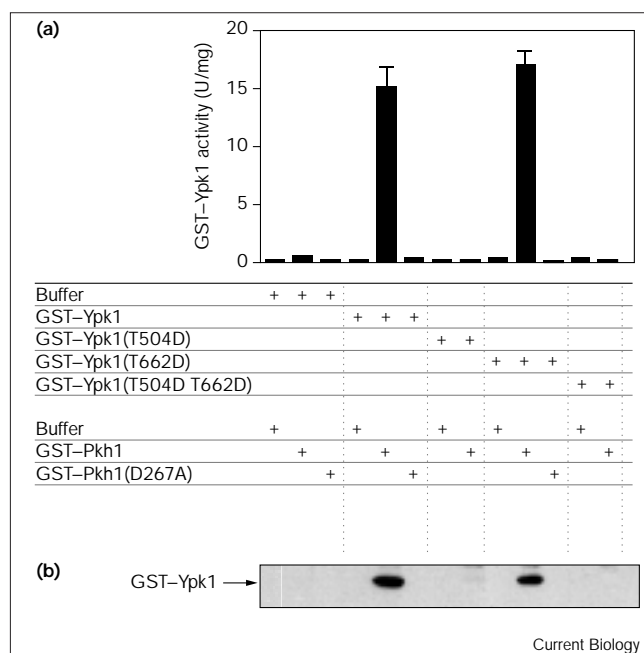 (a)
20
15
10
5
0
GST–Ypk1 activity (U/mg)
Buffer + + +
GST–Ypk1 + + +
GST–Ypk1(T504D) + +
GST–Ypk1(T662D) + + +
GST–Ypk1(T504D T662D) + +
Buffer + + + + +
GST–Pkh1 + + + + +
GST–Pkh1(D267A) + + +
(b)
GST–Ypk1
Current Biology